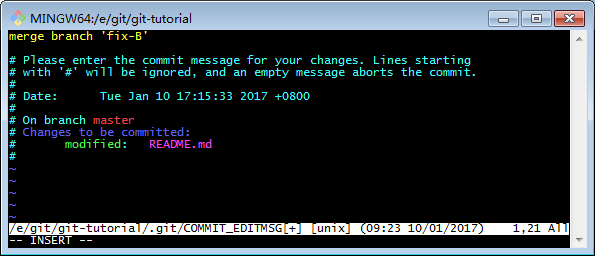 MINGW64:/e/git/git-tutorial
merge branch 'fix-B'
# Please enter the commit message for your changes. Lines starting
# with '#' will be ignored, and an empty message aborts the commit.
#
# Date:      Tue Jan 10 17:15:33 2017 +0800
#
# On branch master
# Changes to be committed:
#       modified:   README.md
#
~
~
~
~
~
/e/git/git-tutorial/.git/COMMIT_EDITMSG[+] [unix] (09:23 10/01/2017)    1,21 All
-- INSERT --